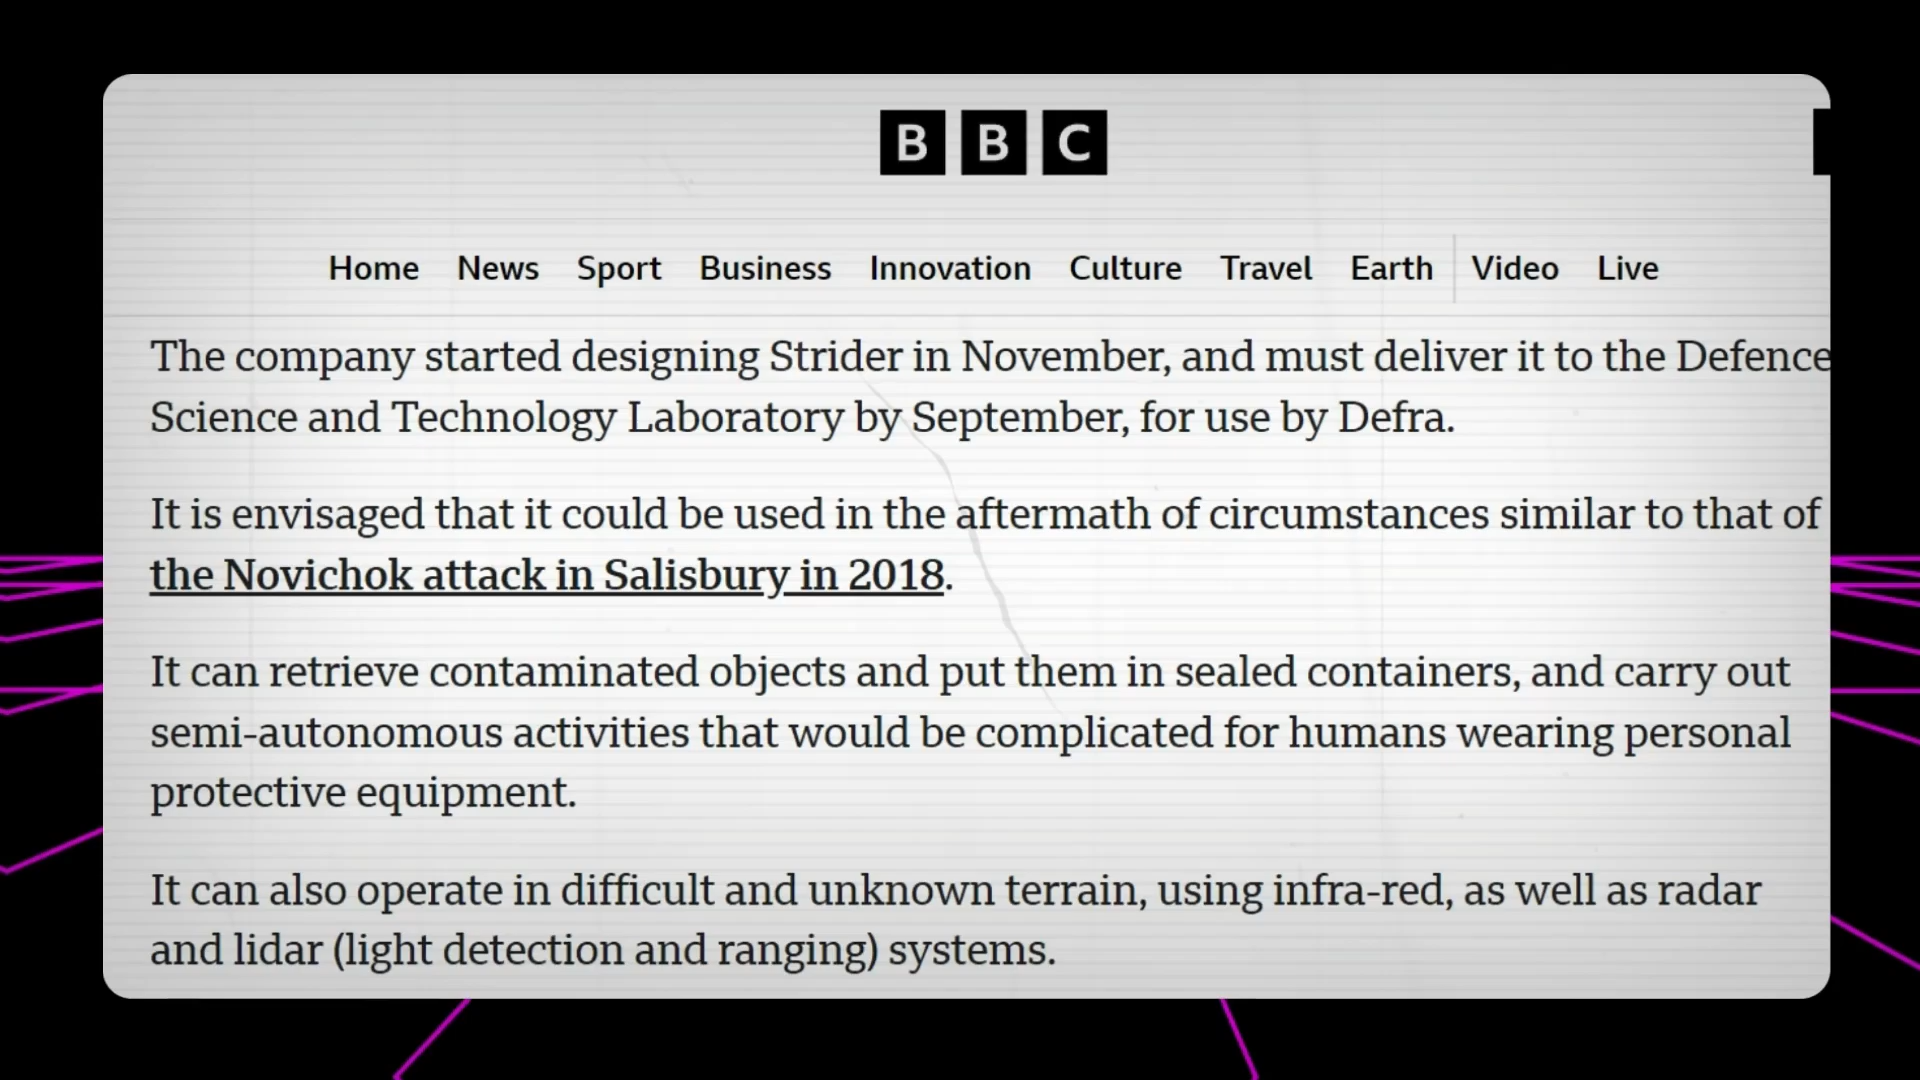 BBC
Home News Sport Business Innovation Culture Travel Earth Video Live
The company started designing Strider in November, and must deliver it to the Defence
Science and Technology Laboratory by September, for use by Defra.
It is envisaged that it could be used in the aftermath of circumstances similar to that of
the Novichok attack in Salisbury in 2018.
It can retrieve contaminated objects and put them in sealed containers, and carry out
semi-autonomous activities that would be complicated for humans wearing personal
protective equipment.
It can also operate in difficult and unknown terrain, using infra-red, as well as radar
and lidar (light detection and ranging) systems.